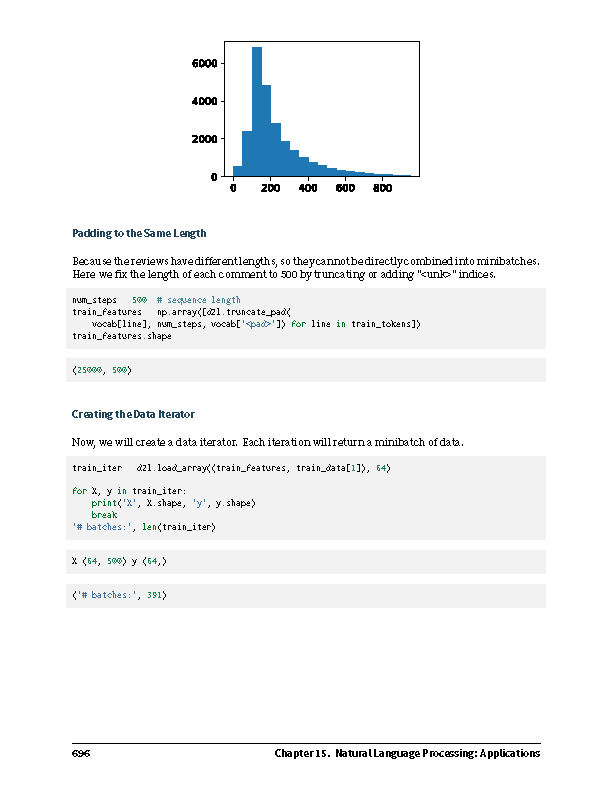 6000
4000
2000
0
0 200 400 600 800
Padding to the Same Length
Because the reviews have different lengths, so they cannot be directly combined into minibatches.
Here we fix the length of each comment to 500 by truncating or adding "<unk>" indices.
num_steps 500 # sequence length
train_features np.array([d2l.truncate_pad(
vocab[line], num_steps, vocab['<pad>']) for line in train_tokens])
train_features.shape
(25000, 500)
Creating the Data Iterator
Now, we will create a data iterator. Each iteration will return a minibatch of data.
train_iter d2l.load_array((train_features, train_data[1]), 64)
for X, y in train_iter:
print('X', X.shape, 'y', y.shape)
break
'# batches:', len(train_iter)
X (64, 500) y (64,)
('# batches:', 391)
696 Chapter 15. Natural Language Processing: Applications